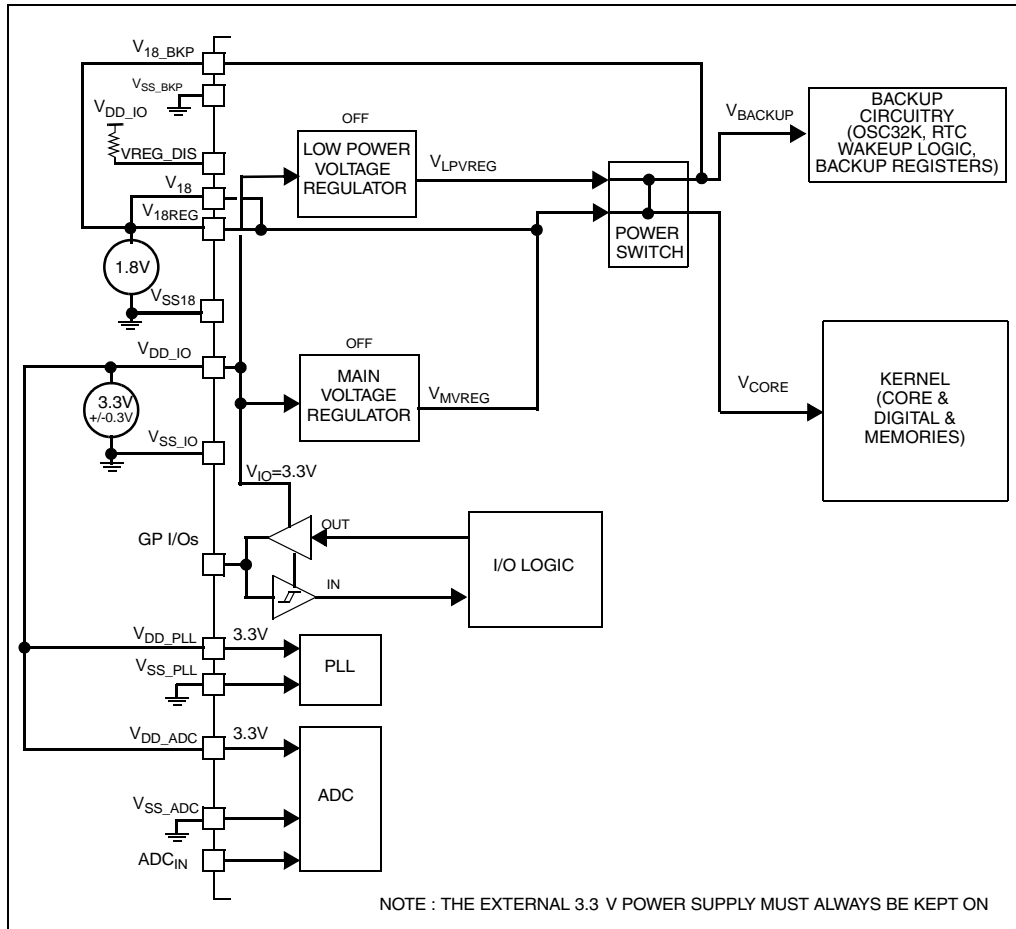 V18_BKP
VSS_BKP
VDD_IO
VREG_DIS
V18
V18REG
1.8V
VSS18
VDD_IO
3.3V
+/-0.3V
VSS_IO
GP I/Os
VDD_PLL
VSS_PLL
VDD_ADC
VSS_ADC
ADCIN
OFF
LOW POWER
VOLTAGE
REGULATOR
VLPVREG
OFF
MAIN
VOLTAGE
REGULATOR
VMVREG
VIO=3.3V
OUT
IN
I/O LOGIC
3.3V
PLL
3.3V
ADC
POWER
SWITCH
VBACKUP
BACKUP
CIRCUITRY
(OSC32K, RTC
WAKEUP LOGIC,
BACKUP REGISTERS)
VCORE
KERNEL
(CORE &
DIGITAL &
MEMORIES)
NOTE : THE EXTERNAL 3.3 V POWER SUPPLY MUST ALWAYS BE KEPT ON